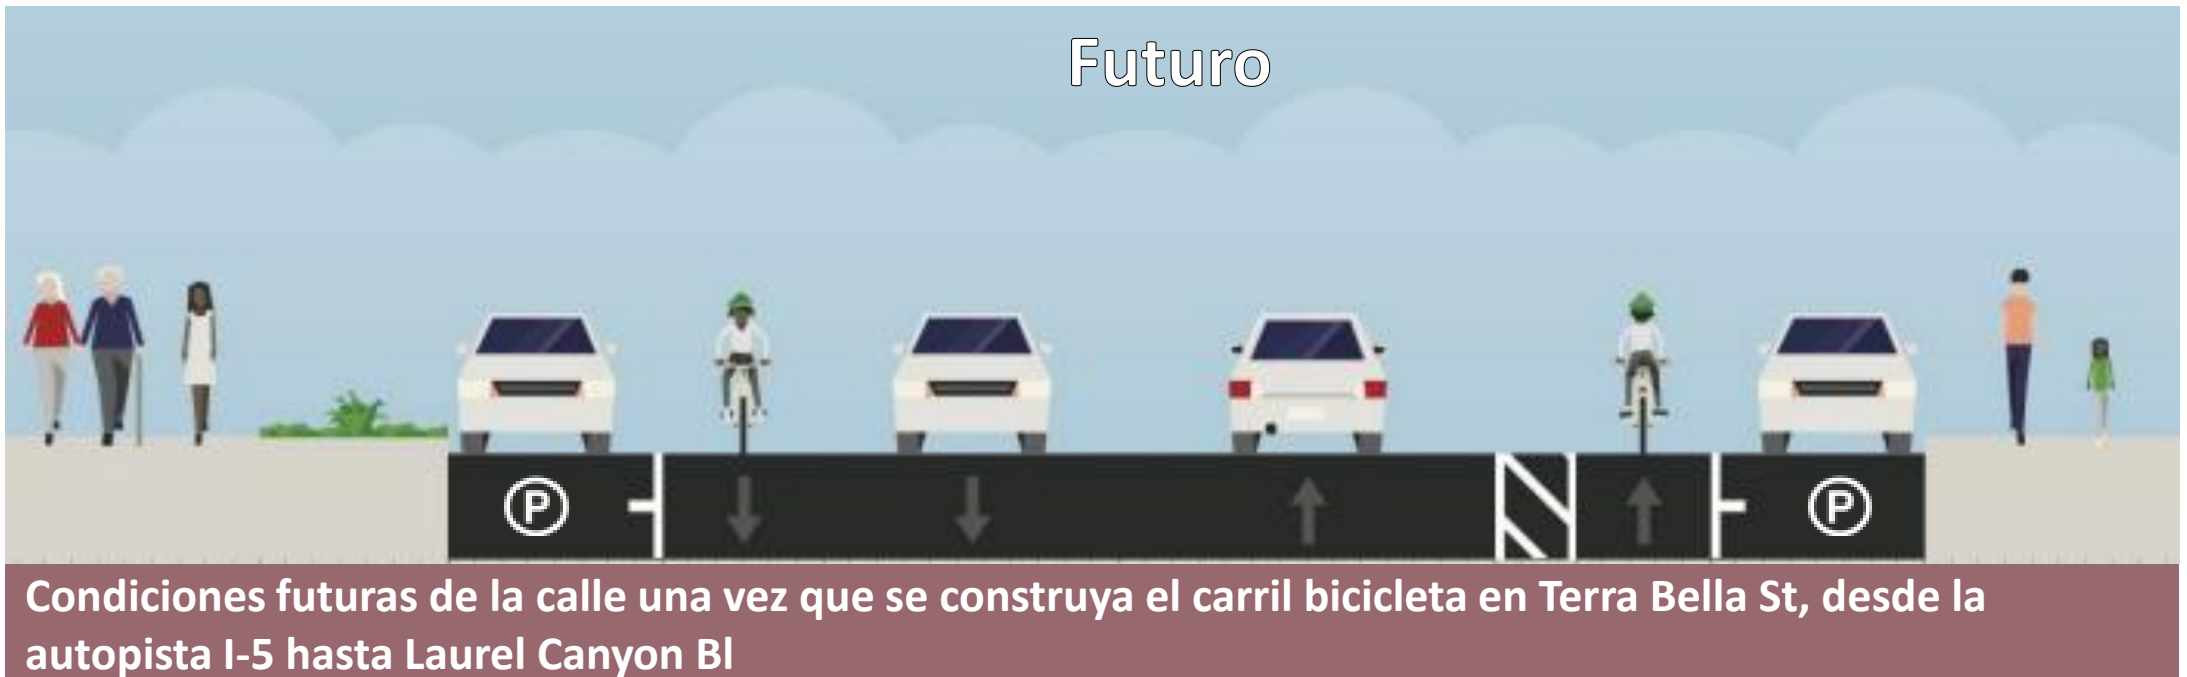 Futuro
P
P
Condiciones futuras de la calle una vez que se construya el carril bicicleta en Terra Bella St, desde la
autopista I-5 hasta Laurel Canyon Bl